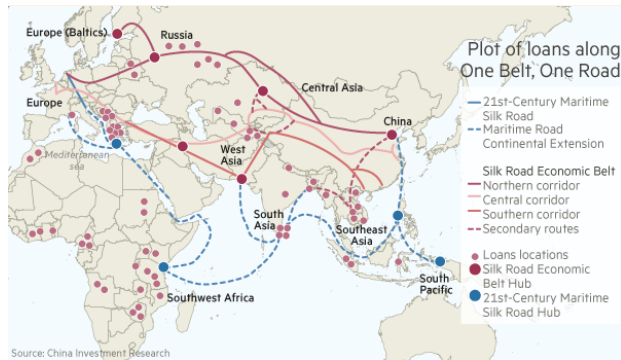 Europe (Baltics)
Russia
Plot of loans along
One Belt, One Road
Central Asia
Europe
China
21st-Century Maritime
Silk Road
Maritime Road
Continental Extension
Mediterranean
sea
West
Asia
Silk Road Economic Belt
Northern corridor
Central corridor
Southern corridor
Secondary routes
South
Asia
Southeast
Asia
Loans locations
Silk Road Economic
Belt Hub
21st-Century Maritime
Silk Road Hub
South
Pacific
Southwest Africa
Source: China Investment Research